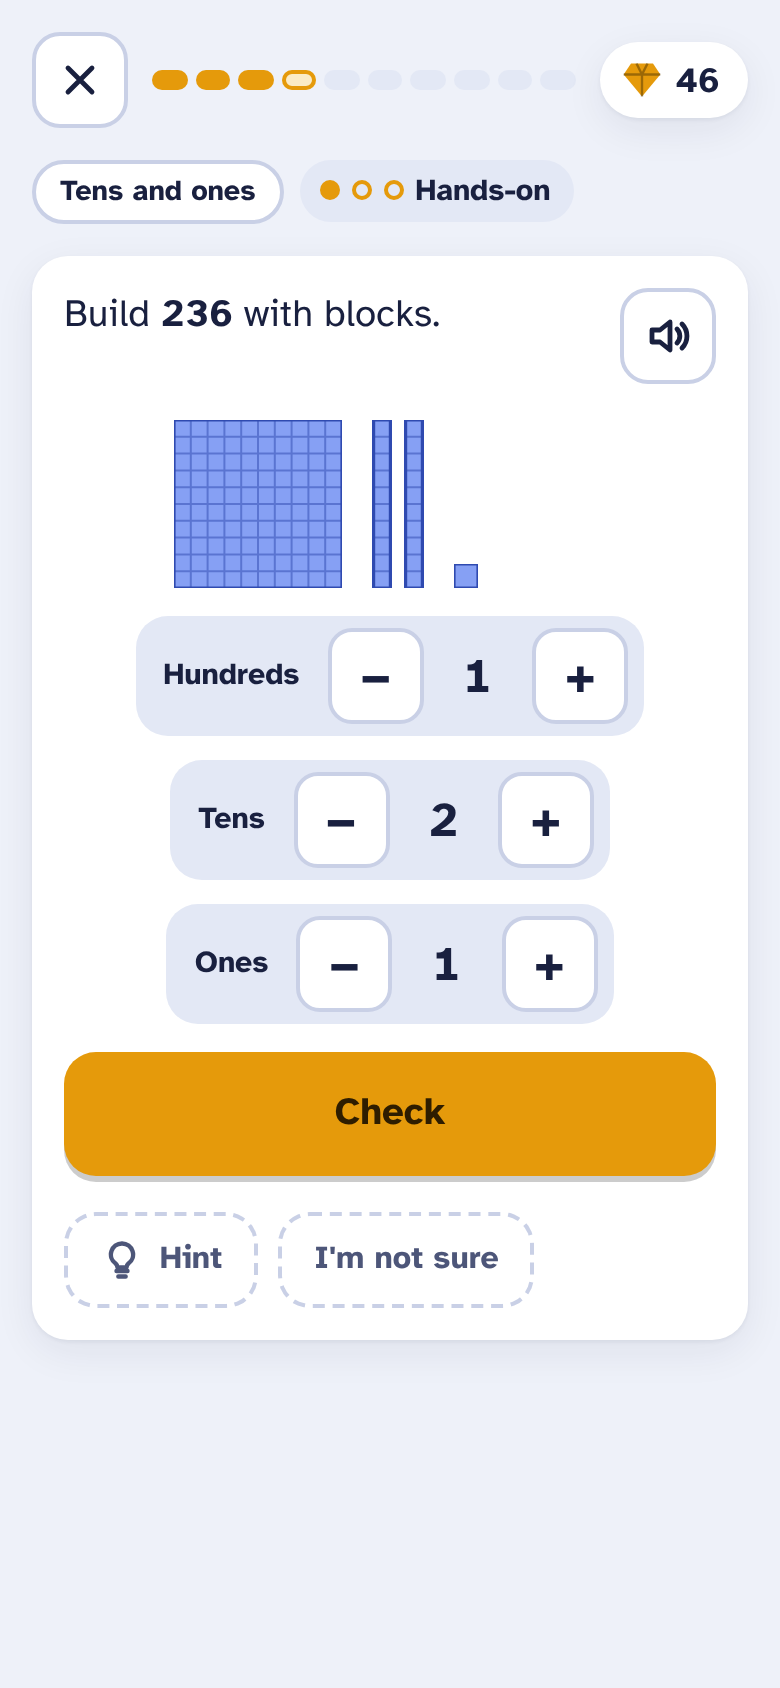 46
Tens and ones
Hands-on
Build 236 with blocks.
Hundreds − 1 +
Tens − 2 +
Ones − 1 +
Check
Hint
I'm not sure